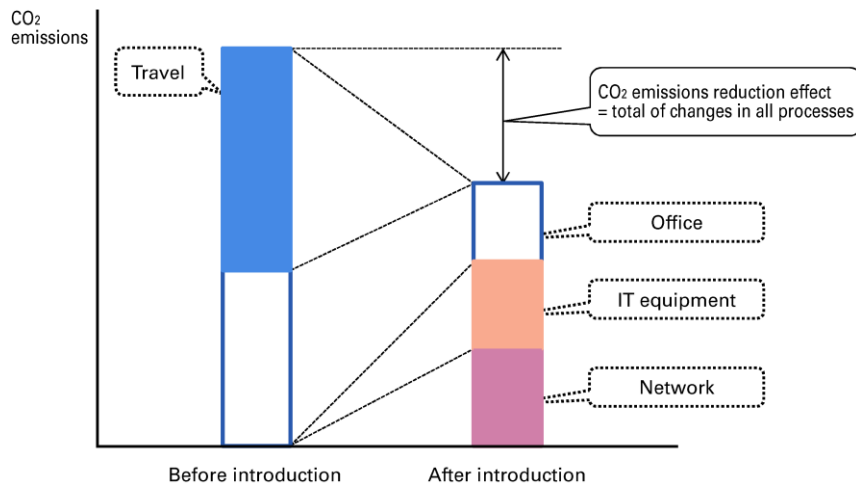 CO2
emissions
Travel
CO2 emissions reduction effect
= total of changes in all processes
Office
IT equipment
Network
Before introduction
After introduction